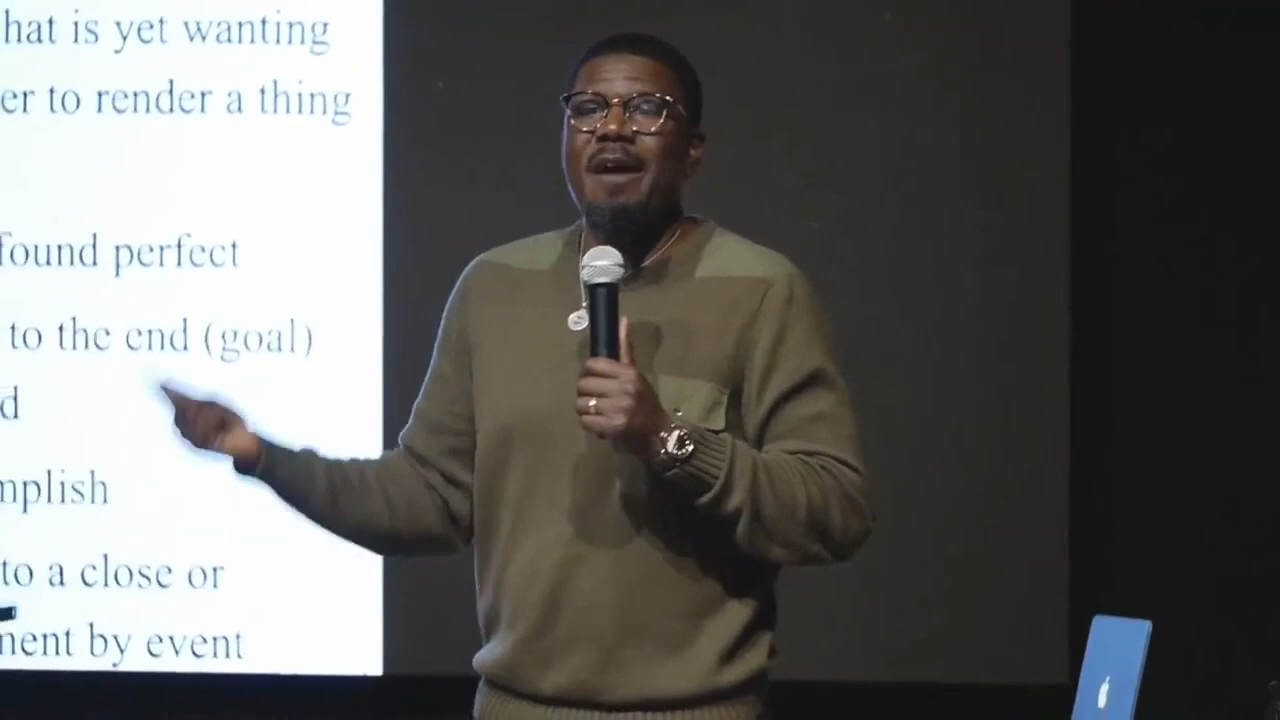 hat is yet wanting
er to render a thing
found perfect
to the end (goal)
d
mplish
to a close or
ment by event